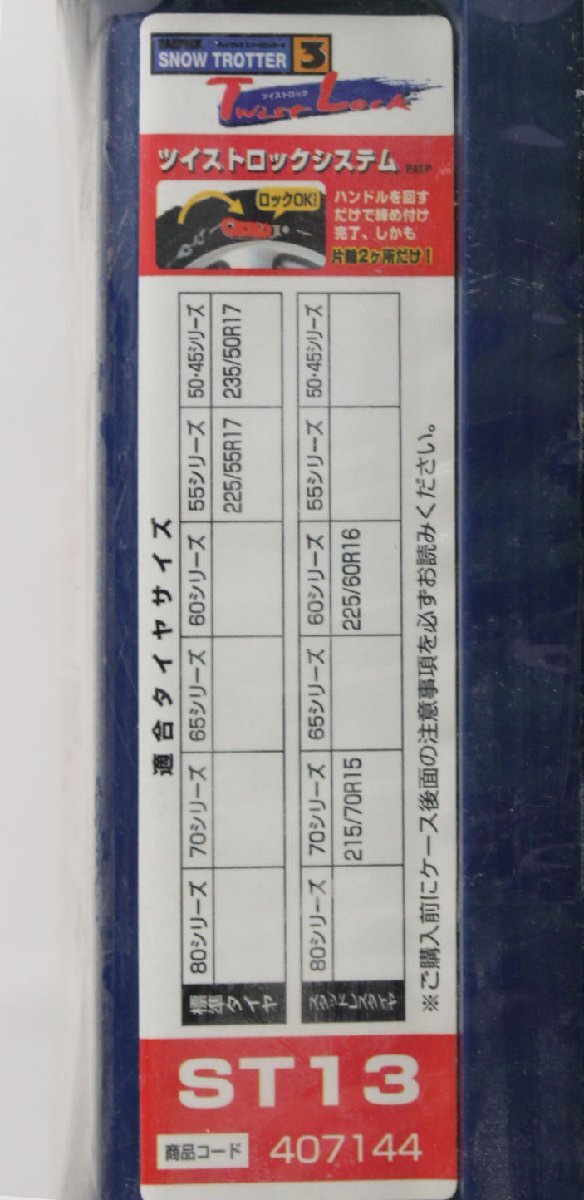 SNOW TROTTER 3
ツイストロック
Twist Lock
ツイストロックシステム PAT.P
ロックOK!
ハンドルを回す
だけで締め付け
完了、しかも
片輪2ヶ所だけ!
適合タイヤサイズ
標準タイヤ 80シリーズ 70シリーズ 65シリーズ 60シリーズ 55シリーズ 50・45シリーズ
225/55R17 235/50R17
スタッドレスタイヤ 80シリーズ 70シリーズ 65シリーズ 60シリーズ 55シリーズ 50・45シリーズ
215/70R15 225/60R16
※ご購入前にケース後面の注意事項を必ずお読みください。
ST13
商品コード 407144